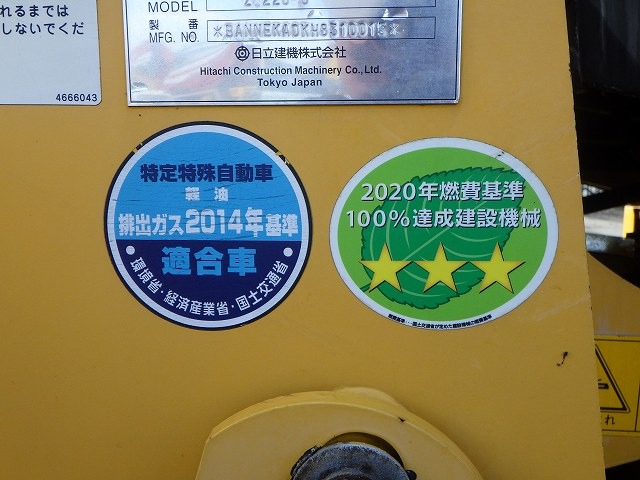 れるまでは
しないでくだ
4666043
MODEL
製 番
MFG. NO.
日立建機株式会社
Hitachi Construction Machinery Co., Ltd.
Tokyo Japan
特定特殊自動車
軽 油
排出ガス2014年基準
適合車
環境省・経済産業省・国土交通省
2020年燃費基準
100%達成建設機械
れ